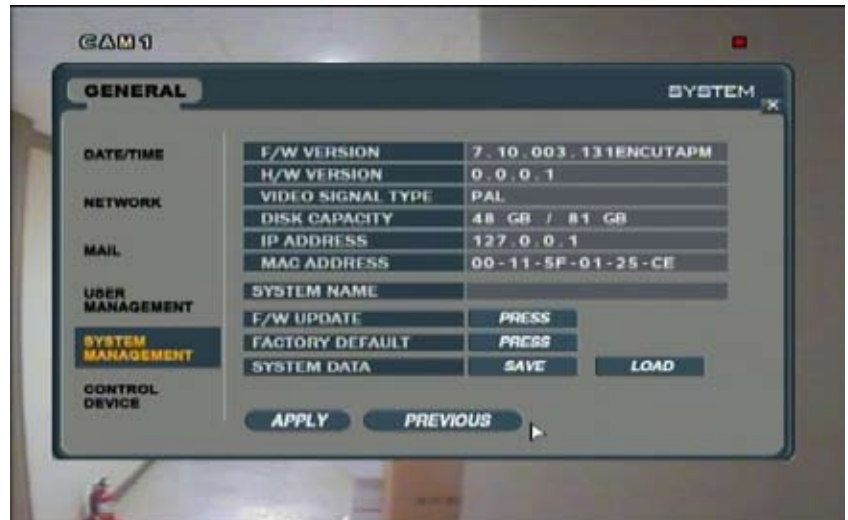 CAM 1
GENERAL
SYSTEM
DATE/TIME
NETWORK
MAIL
USER
MANAGEMENT
SYSTEM
MANAGEMENT
CONTROL
DEVICE
F/W VERSION 7.10.003.131ENCUTAPM
H/W VERSION 0.0.0.1
VIDEO SIGNAL TYPE PAL
DISK CAPACITY 48 GB / 81 GB
IP ADDRESS 127.0.0.1
MAC ADDRESS 00-11-5F-01-25-CE
SYSTEM NAME
F/W UPDATE PRESS
FACTORY DEFAULT PRESS
SYSTEM DATA SAVE LOAD
APPLY PREVIOUS